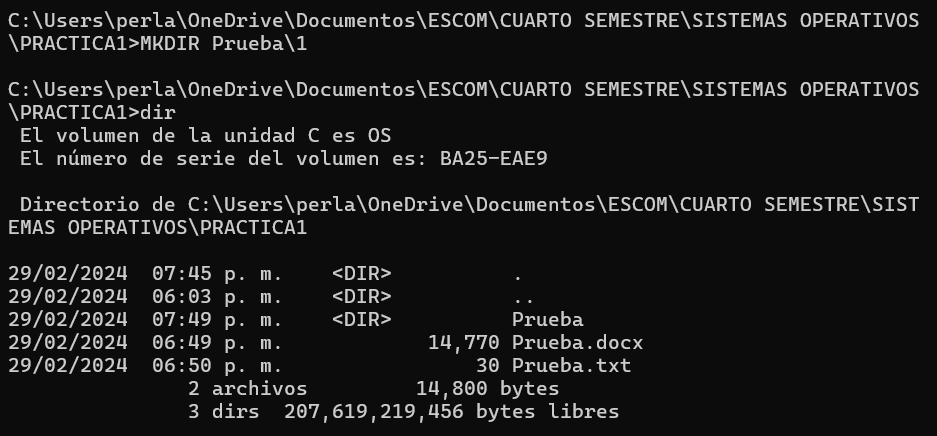 C:\Users\perla\OneDrive\Documentos\ESCOM\CUARTO SEMESTRE\SISTEMAS OPERATIVOS
\PRACTICA1>MKDIR Prueba\1
C:\Users\perla\OneDrive\Documentos\ESCOM\CUARTO SEMESTRE\SISTEMAS OPERATIVOS
\PRACTICA1>dir
 El volumen de la unidad C es OS
 El número de serie del volumen es: BA25-EAE9
 Directorio de C:\Users\perla\OneDrive\Documentos\ESCOM\CUARTO SEMESTRE\SIST
EMAS OPERATIVOS\PRACTICA1
29/02/2024  07:45 p. m.    <DIR>          .
29/02/2024  06:03 p. m.    <DIR>          ..
29/02/2024  07:49 p. m.    <DIR>          Prueba
29/02/2024  06:49 p. m.            14,770 Prueba.docx
29/02/2024  06:50 p. m.                30 Prueba.txt
               2 archivos         14,800 bytes
               3 dirs  207,619,219,456 bytes libres